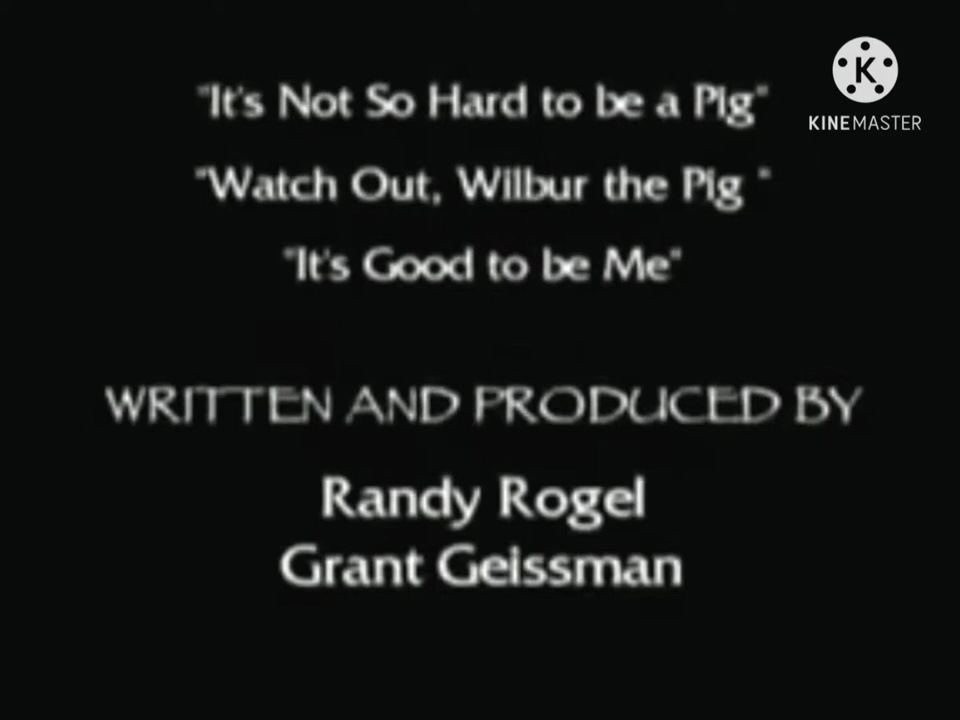 "It's Not So Hard to be a Pig"
"Watch Out, Wilbur the Pig "
"It's Good to be Me"
WRITTEN AND PRODUCED BY
Randy Rogel
Grant Geissman
K
KINEMASTER